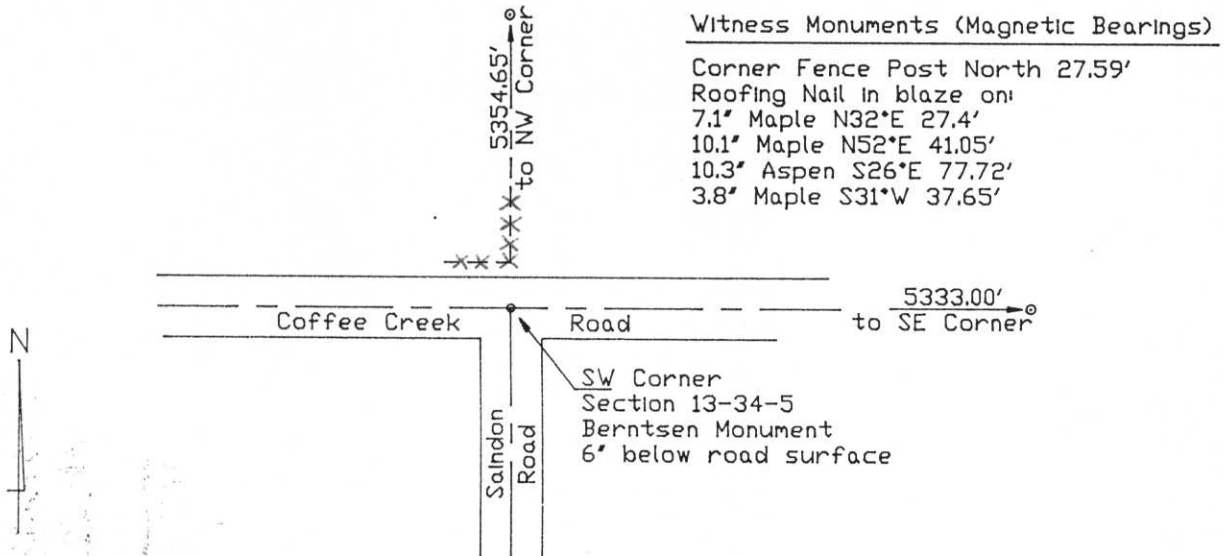 Witness Monuments (Magnetic Bearings)
Corner Fence Post North 27.59'
Roofing Nail in blaze on:
7.1" Maple N32°E 27.4'
10.1" Maple N52°E 41.05'
10.3" Aspen S26°E 77.72'
3.8" Maple S31°W 37.65'
5354.65'
to NW Corner
5333.00'
to SE Corner
Coffee Creek Road
N
SW Corner
Section 13-34-5
Berntsen Monument
6" below road surface
Saindon
Road